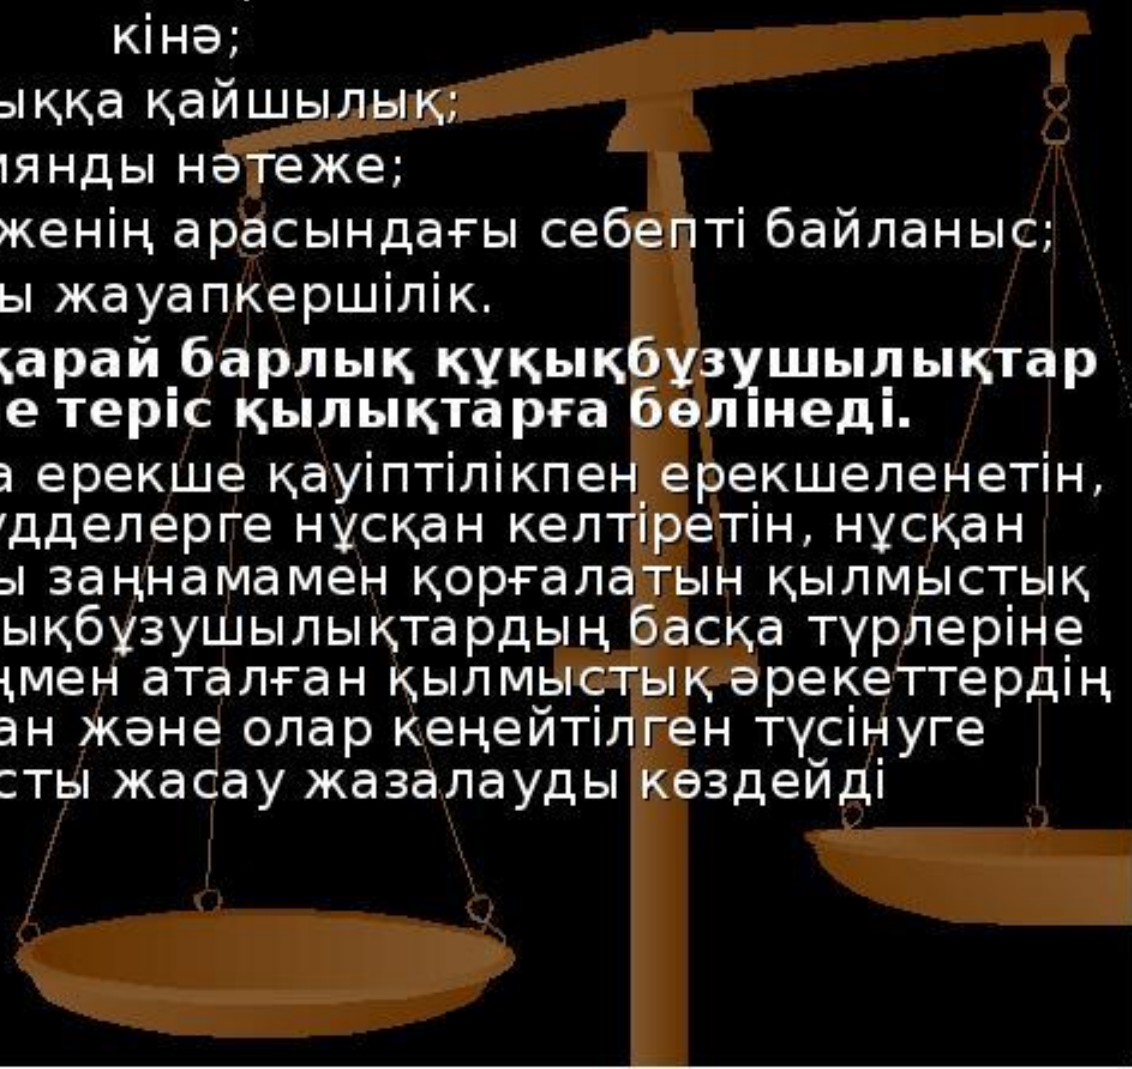 кінә;
ыққа қайшылық;
иянды нәтеже;
женің арасындағы себепті байланыс;
ы жауапкершілік.
қарай барлық құқықбұзушылықтар
е теріс қылықтарға бөлінеді.
а ерекше қауіптілікпен ерекшеленетін,
удделерге нұсқан келтіретін, нұсқан
ы заңнамамен қорғалатын қылмыстық
ықбұзушылықтардың басқа түрлеріне
ңмен аталған қылмыстық әрекеттердің
ан және олар кеңейтілген түсінуге
сты жасау жазалауды көздейді